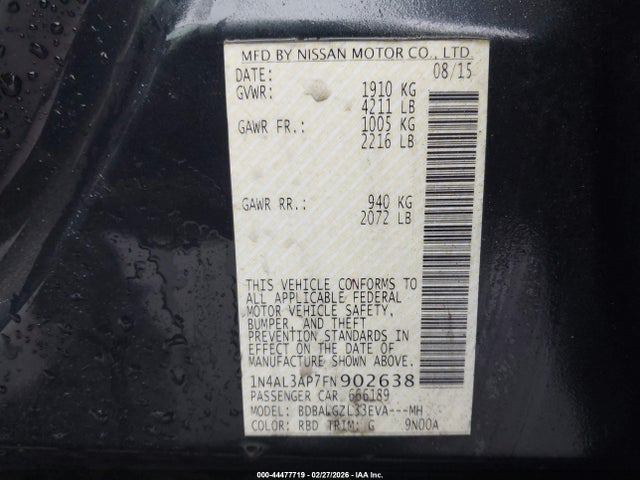 MFD BY NISSAN MOTOR CO., LTD.
DATE: 08/15
GVWR: 1910 KG
4211 LB
GAWR FR.: 1005 KG
2216 LB
GAWR RR.: 940 KG
2072 LB
THIS VEHICLE CONFORMS TO
ALL APPLICABLE FEDERAL
MOTOR VEHICLE SAFETY,
BUMPER, AND THEFT
PREVENTION STANDARDS IN
EFFECT ON THE DATE OF
MANUFACTURE SHOWN ABOVE.
1N4AL3AP7FN902638
PASSENGER CAR 666189
MODEL: BDBALGZL33EVA---MH
COLOR: RBD TRIM: G 9N00A
000-44477719 - 02/27/2026 - IAA Inc.